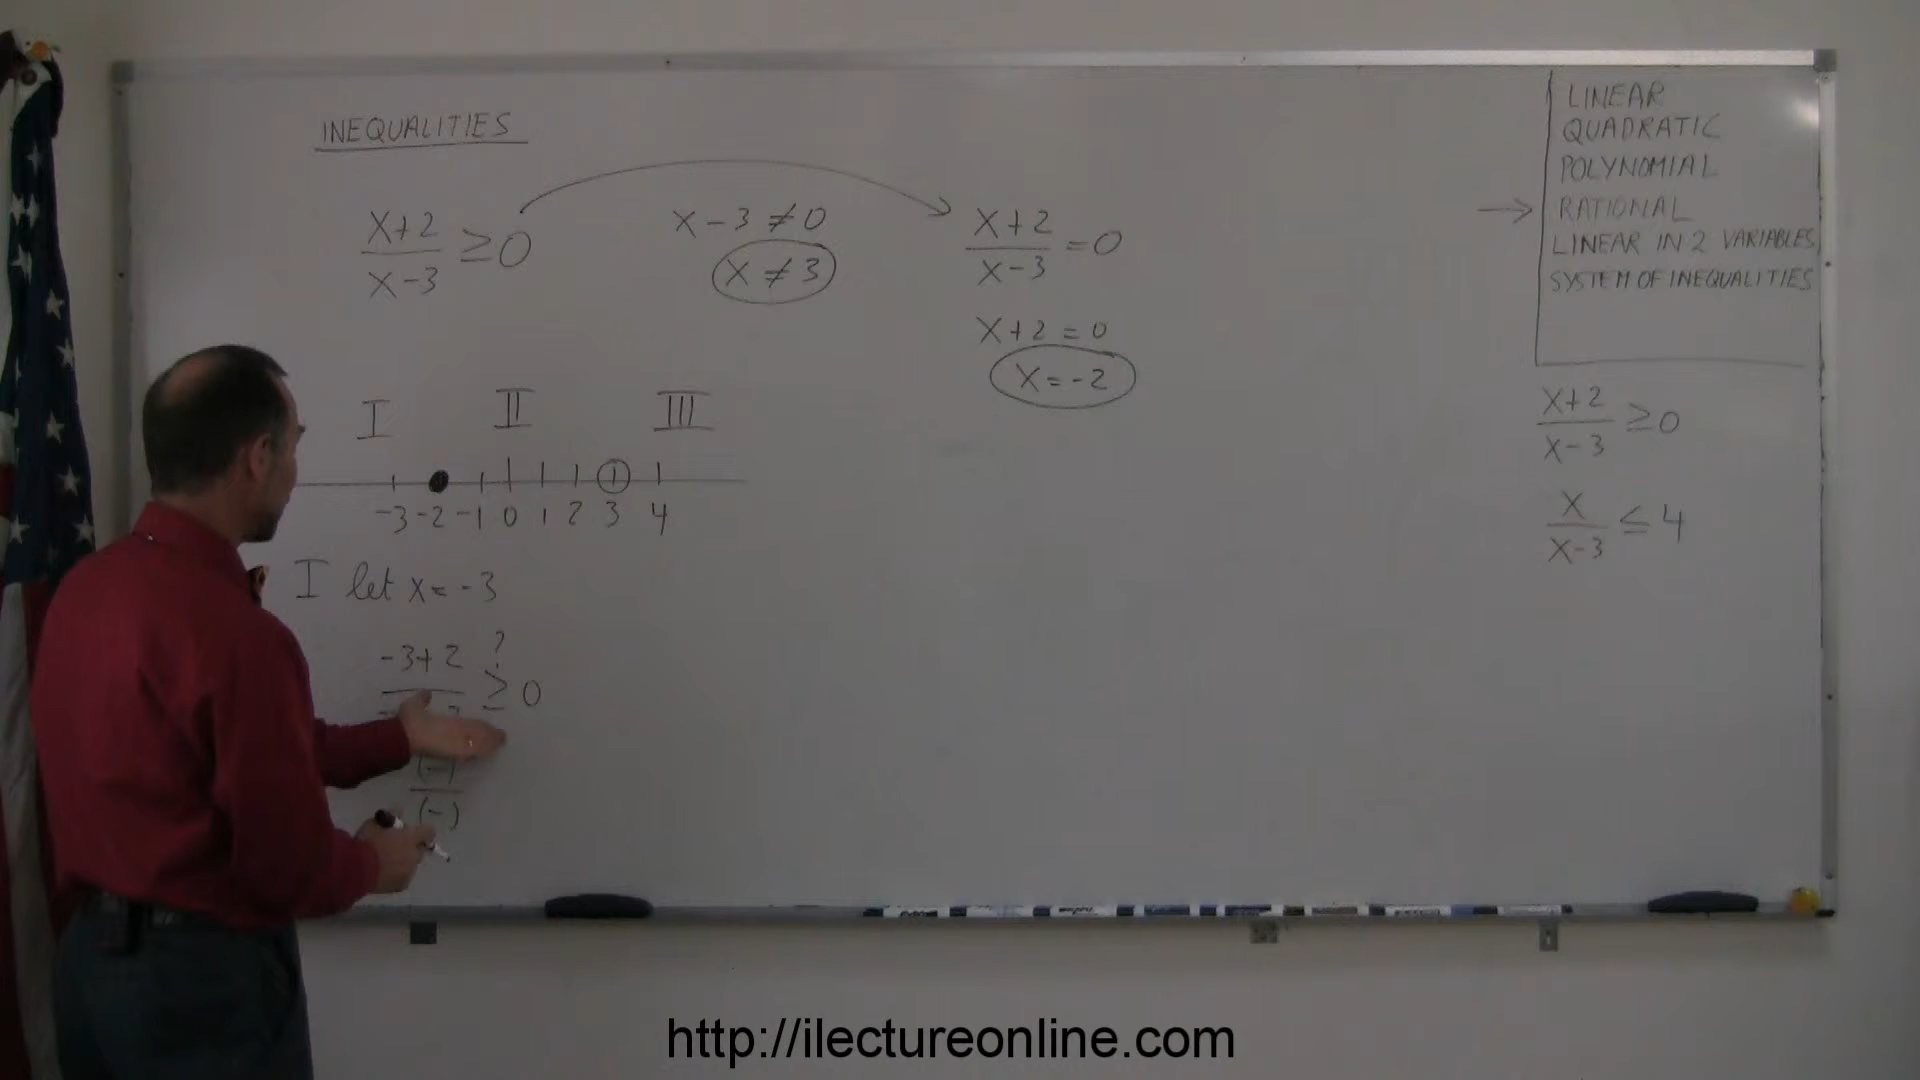 INEQUALITIES
x+2
x-3 ≥0
x-3≠0
x≠3
x+2
x-3 =0
x+2=0
x=-2
I II III
-3 -2 -1 0 1 2 3 4
I let x=-3
-3+2 ? ≥ 0
(-)
(-)
LINEAR
QUADRATIC
POLYNOMIAL
RATIONAL
LINEAR IN 2 VARIABLES
SYSTEM OF INEQUALITIES
x+2
x-3 ≥0
x
x-3 ≤4
http://ilectureonline.com